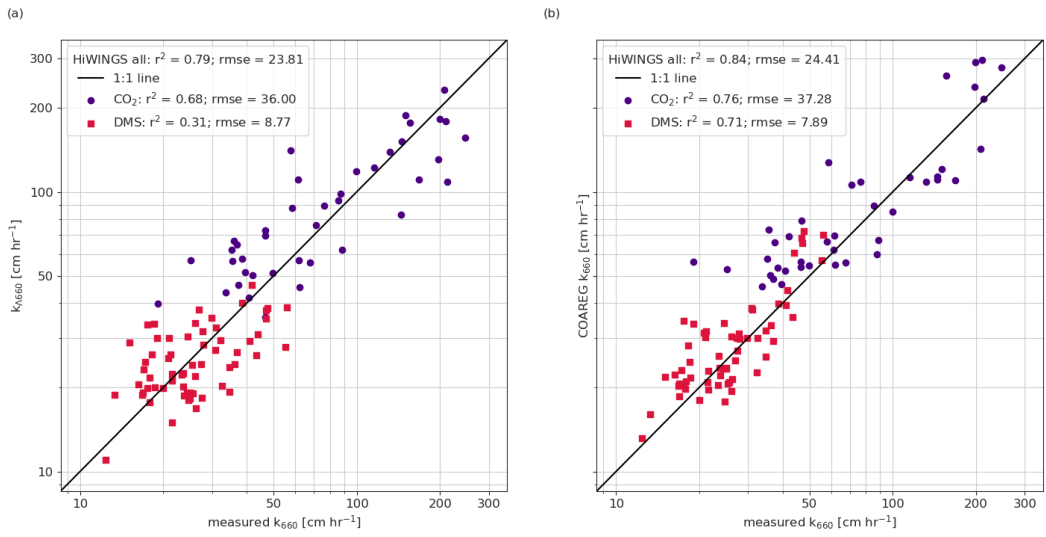 (a)
HiWINGS all: r² = 0.79; rmse = 23.81
1:1 line
CO₂: r² = 0.68; rmse = 36.00
DMS: r² = 0.31; rmse = 8.77
300
200
100
50
10
k_Λ660 [cm hr⁻¹]
10
50
100
200
300
measured k₆₆₀ [cm hr⁻¹]
(b)
HiWINGS all: r² = 0.84; rmse = 24.41
1:1 line
CO₂: r² = 0.76; rmse = 37.28
DMS: r² = 0.71; rmse = 7.89
COAREG k₆₆₀ [cm hr⁻¹]
10
50
100
200
300
measured k₆₆₀ [cm hr⁻¹]